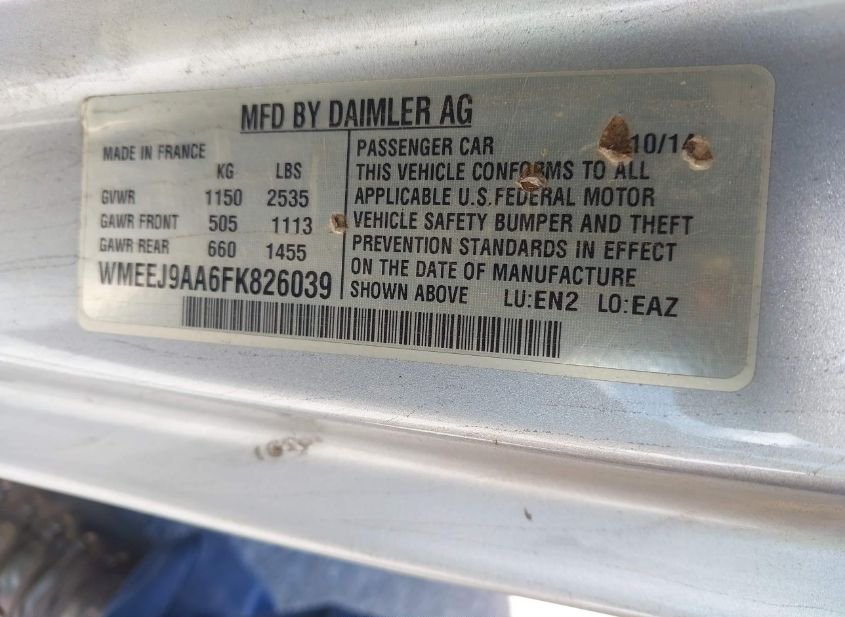 MFD BY DAIMLER AG
MADE IN FRANCE
KG LBS
GVWR 1150 2535
GAWR FRONT 505 1113
GAWR REAR 660 1455
WMEEJ9AA6FK826039
PASSENGER CAR 10/14
THIS VEHICLE CONFORMS TO ALL
APPLICABLE U.S.FEDERAL MOTOR
VEHICLE SAFETY BUMPER AND THEFT
PREVENTION STANDARDS IN EFFECT
ON THE DATE OF MANUFACTURE
SHOWN ABOVE LU:EN2 LO:EAZ